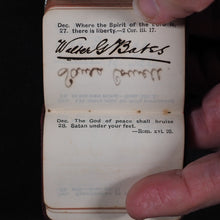 Dec. Where the Spirit of the Lord is,
27. there is liberty.—2 Cor. iii. 17.
Walter G Bates
Dec. The God of peace shall bruise
28. Satan under your feet.
—Rom. xvi. 20.